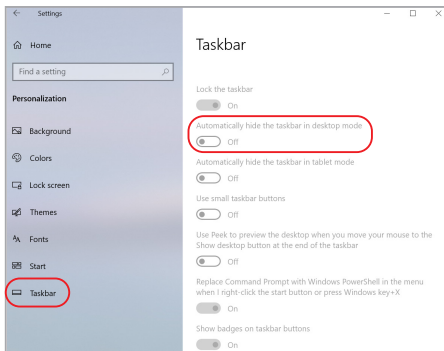 Settings
Home
Find a setting
Personalization
Background
Colors
Lock screen
Themes
Fonts
Start
Taskbar
Taskbar
Lock the taskbar
On
Automatically hide the taskbar in desktop mode
Off
Automatically hide the taskbar in tablet mode
Off
Use small taskbar buttons
Off
Use Peek to preview the desktop when you move your mouse to the
Show desktop button at the end of the taskbar
Off
Replace Command Prompt with Windows PowerShell in the menu
when I right-click the start button or press Windows key+X
On
Show badges on taskbar buttons
On